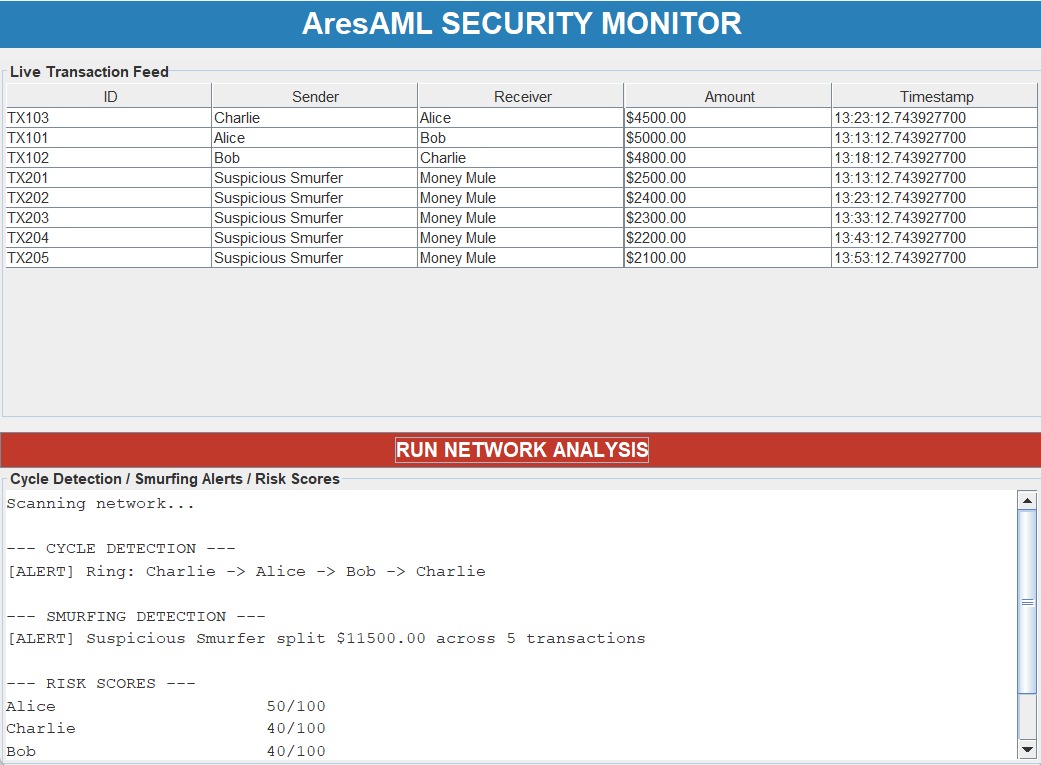 AresAML SECURITY MONITOR
Live Transaction Feed
ID Sender Receiver Amount Timestamp
TX103 Charlie Alice $4500.00 13:23:12.743927700
TX101 Alice Bob $5000.00 13:13:12.743927700
TX102 Bob Charlie $4800.00 13:18:12.743927700
TX201 Suspicious Smurfer Money Mule $2500.00 13:13:12.743927700
TX202 Suspicious Smurfer Money Mule $2400.00 13:23:12.743927700
TX203 Suspicious Smurfer Money Mule $2300.00 13:33:12.743927700
TX204 Suspicious Smurfer Money Mule $2200.00 13:43:12.743927700
TX205 Suspicious Smurfer Money Mule $2100.00 13:53:12.743927700
RUN NETWORK ANALYSIS
Cycle Detection / Smurfing Alerts / Risk Scores
Scanning network...
--- CYCLE DETECTION ---
[ALERT] Ring: Charlie -> Alice -> Bob -> Charlie
--- SMURFING DETECTION ---
[ALERT] Suspicious Smurfer split $11500.00 across 5 transactions
--- RISK SCORES ---
Alice 50/100
Charlie 40/100
Bob 40/100